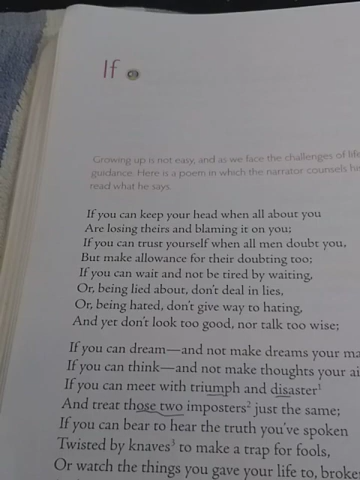 If
Growing up is not easy, and as we face the challenges of life
guidance. Here is a poem in which the narrator counsels
read what he says.
If you can keep your head when all about you
Are losing theirs and blaming it on you;
If you can trust yourself when all men doubt you,
But make allowance for their doubting too;
If you can wait and not be tired by waiting,
Or, being lied about, don't deal in lies,
Or, being hated, don't give way to hating,
And yet don't look too good, nor talk too wise;
If you can dream—and not make dreams your
If you can think—and not make thoughts your
If you can meet with triumph and disaster¹
And treat those two imposters² just the same;
If you can bear to hear the truth you've spoken
Twisted by knaves³ to make a trap for fools,
Or watch the things you gave your life to,